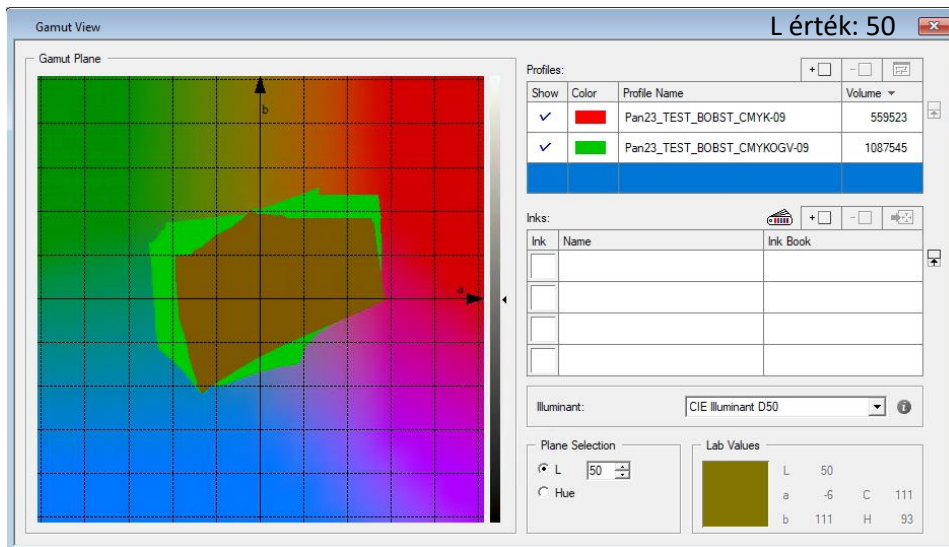 Gamut View
L érték: 50
Gamut Plane
b
a
Profiles:
Show Color Profile Name Volume
Pan23_TEST_BOBST_CMYK-09 559523
Pan23_TEST_BOBST_CMYKOGV-09 1087545
Inks:
Ink Name Ink Book
Illuminant: CIE Illuminant D50
Plane Selection
L 50
Hue
Lab Values
L 50
a -6 C 111
b 111 H 93